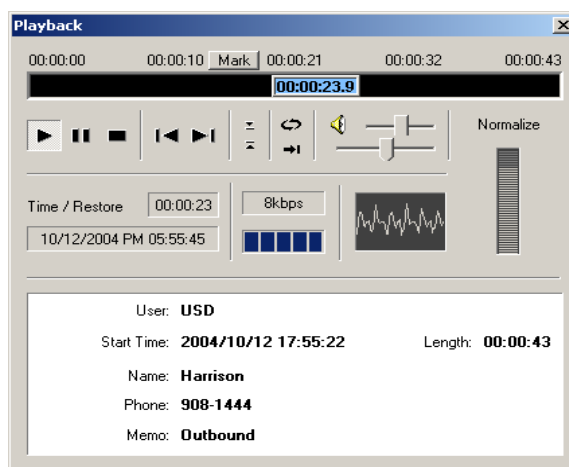 Playback
00:00:00 00:00:10 Mark 00:00:21 00:00:32 00:00:43
00:00:23.9
Normalize
Time / Restore 00:00:23 8kbps
10/12/2004 PM 05:55:45
User: USD
Start Time: 2004/10/12 17:55:22 Length: 00:00:43
Name: Harrison
Phone: 908-1444
Memo: Outbound